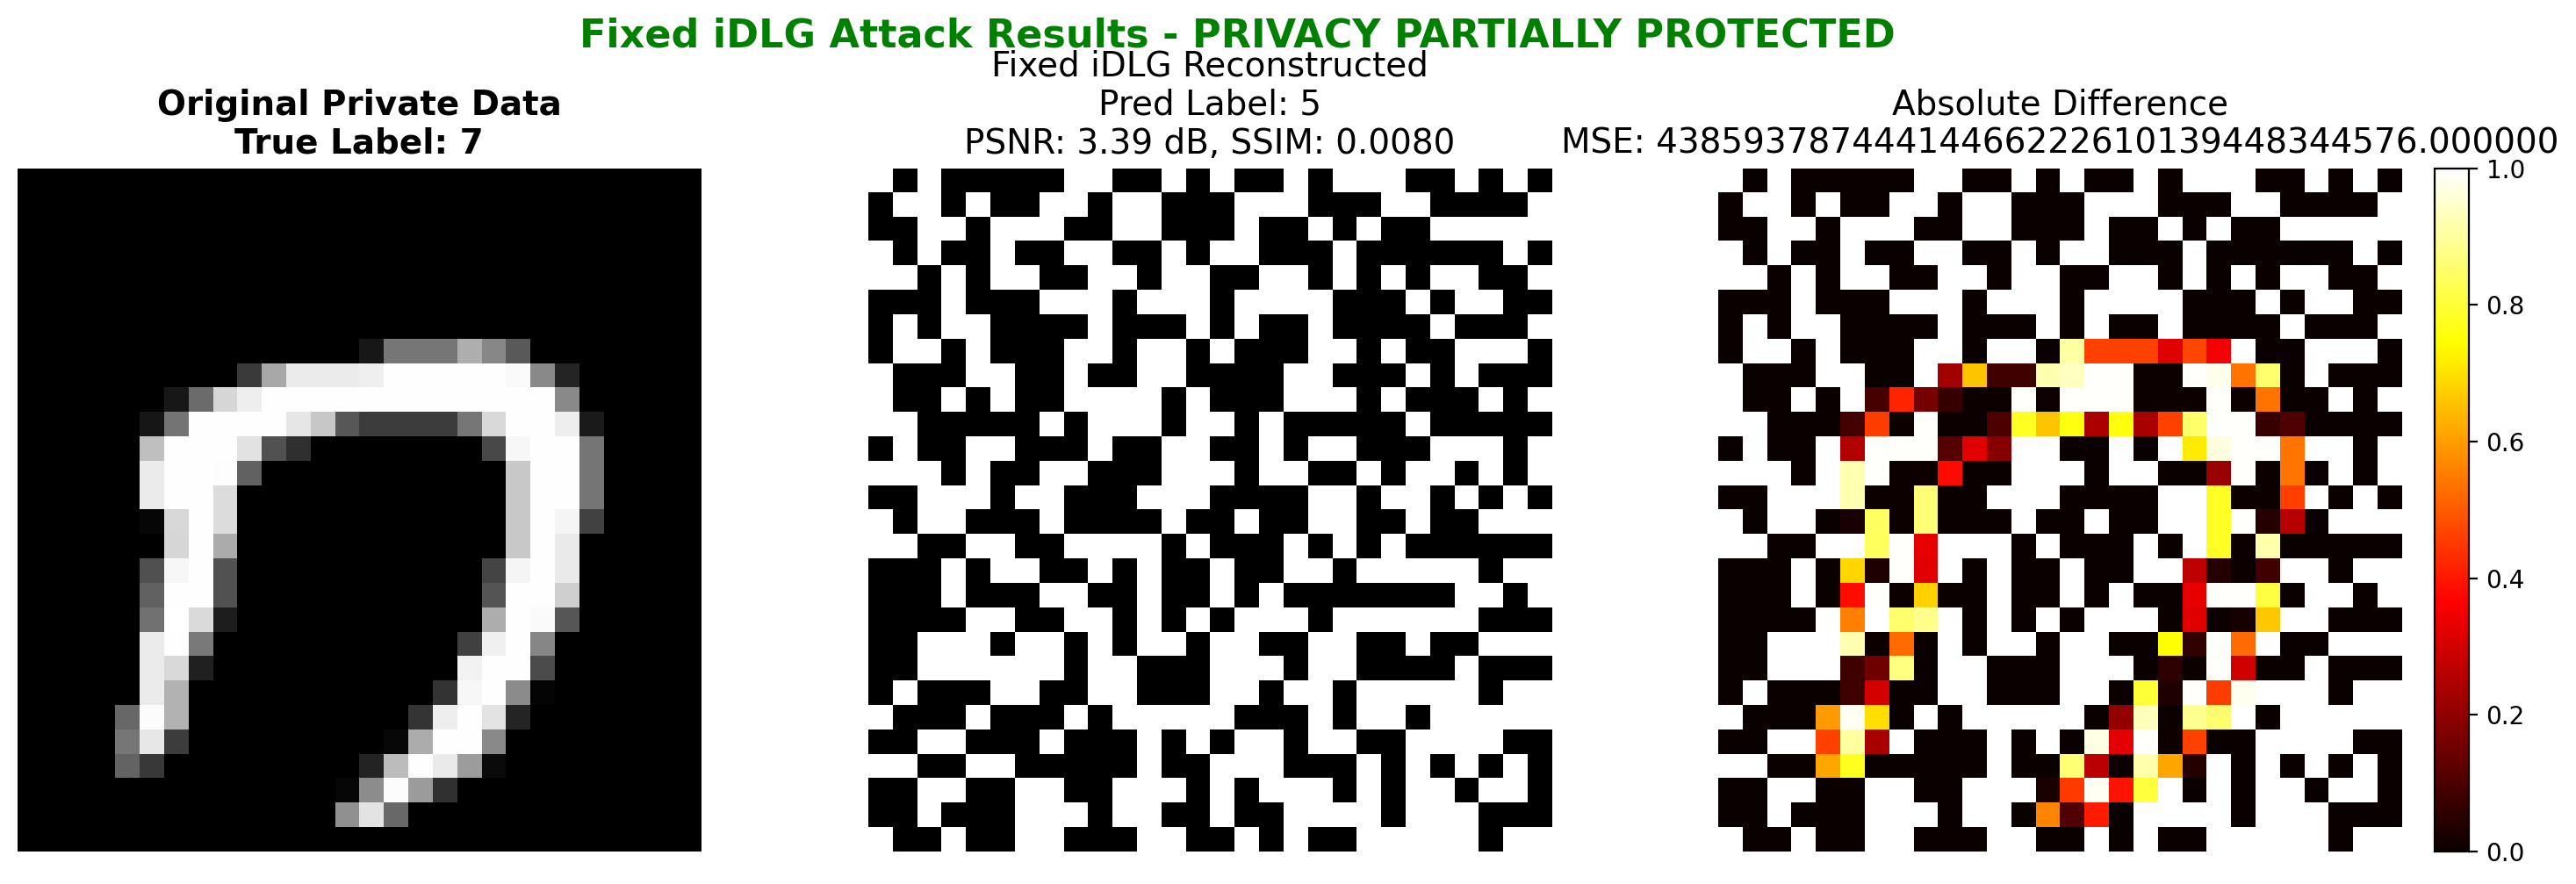 Fixed iDLG Attack Results - PRIVACY PARTIALLY PROTECTED
Original Private Data
True Label: 7
Fixed iDLG Reconstructed
Pred Label: 5
PSNR: 3.39 dB, SSIM: 0.0080
Absolute Difference
MSE: 438593787444144662226101394483445​76.000000
1.0
0.8
0.6
0.4
0.2
0.0